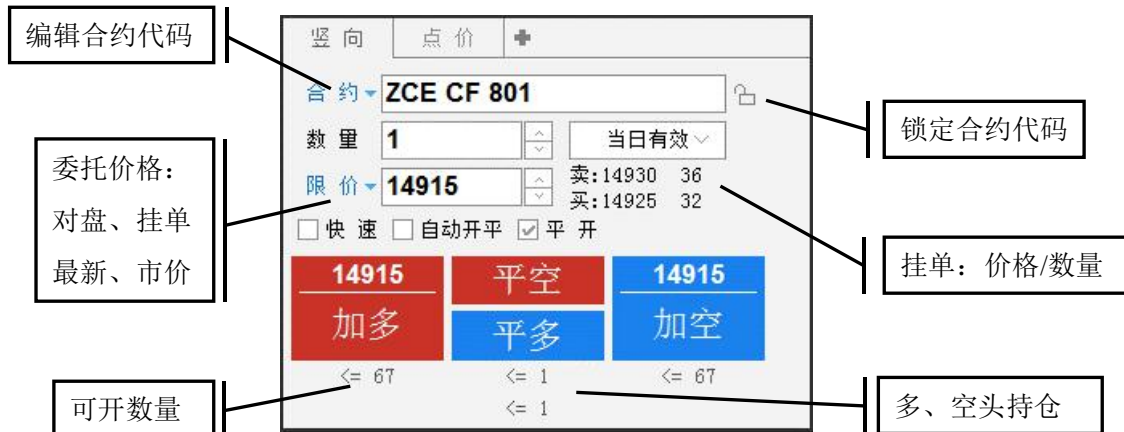 编辑合约代码
竖 向
点 价
合 约
ZCE CF 801
锁定合约代码
数 量
1
当日有效
委托价格：
对盘、挂单
最新、市价
限 价
14915
卖:14930 36
买:14925 32
挂单：价格/数量
快 速
自动开平
平 开
14915
加多
平空
平多
14915
加空
<= 67
<= 1
<= 67
<= 1
可开数量
多、空头持仓